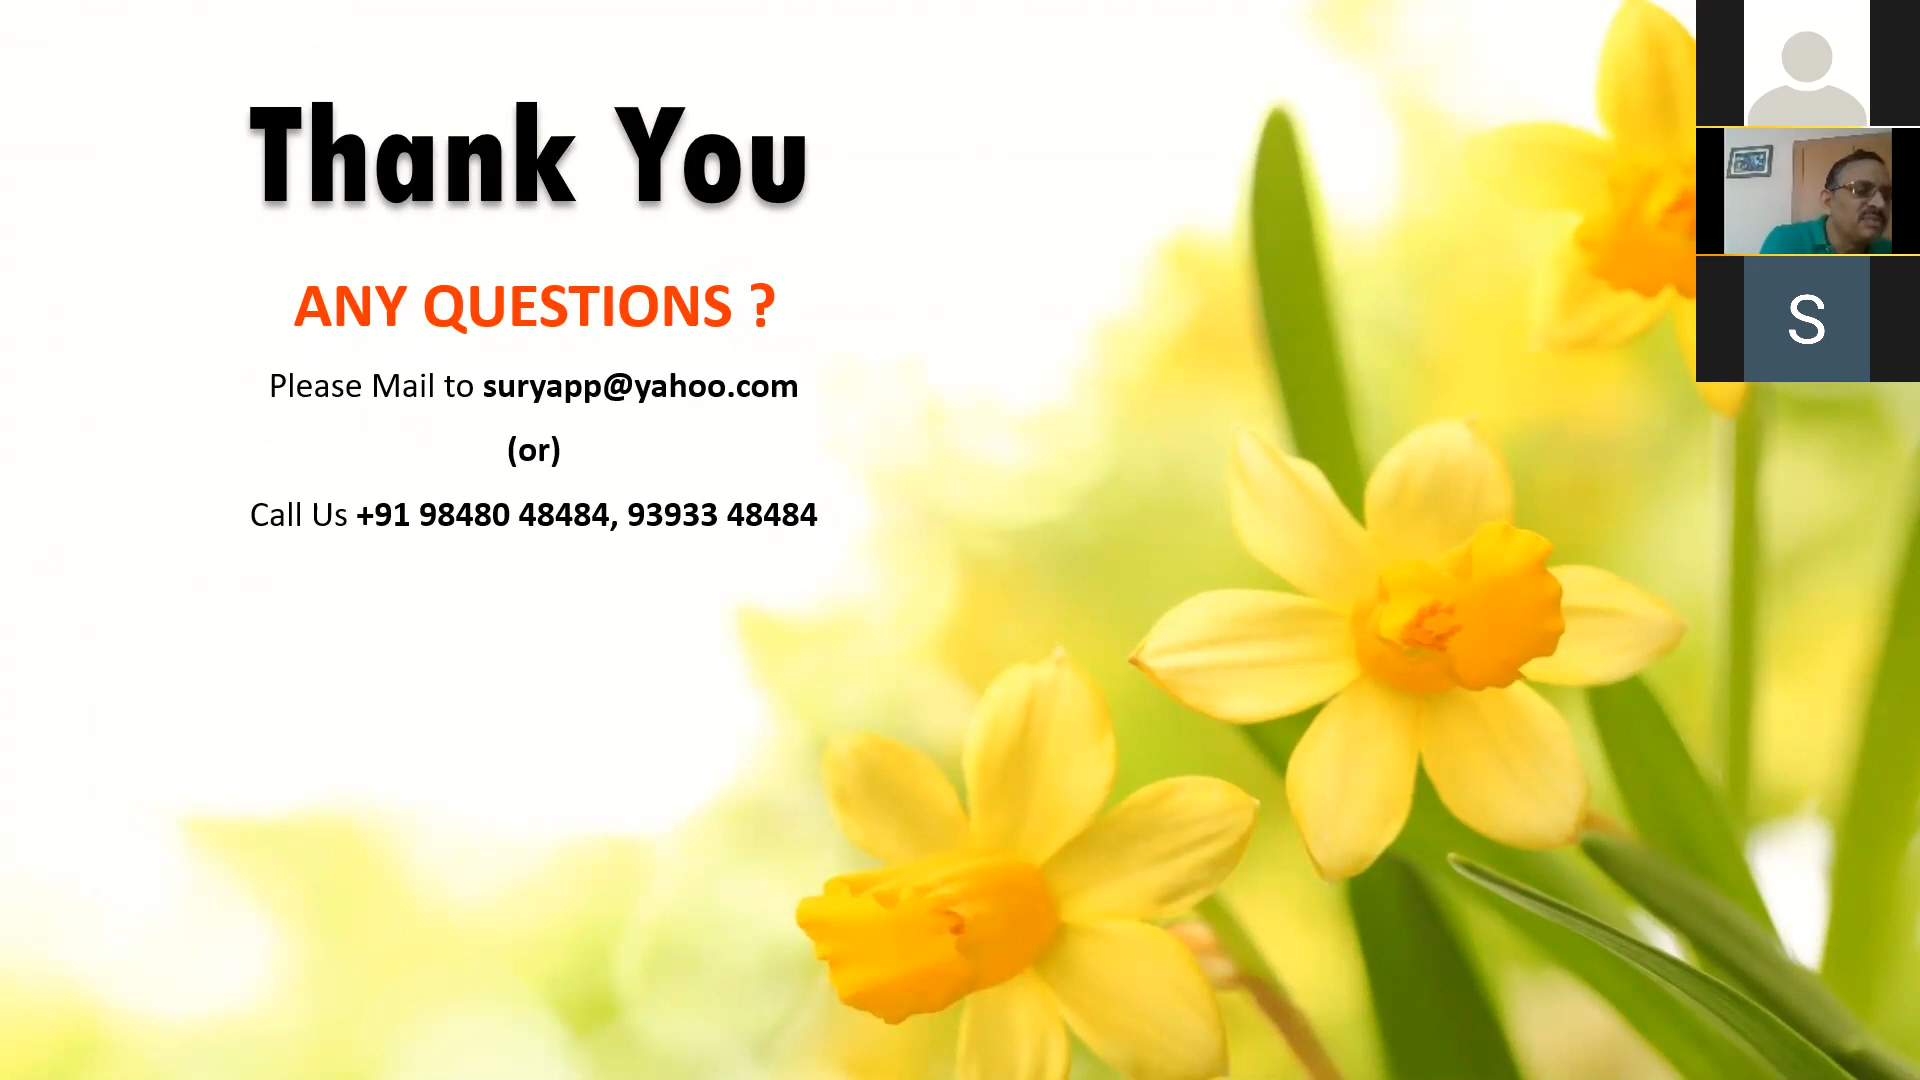 Thank You
ANY QUESTIONS ?
Please Mail to suryapp@yahoo.com
(or)
Call Us +91 98480 48484, 93933 48484
S